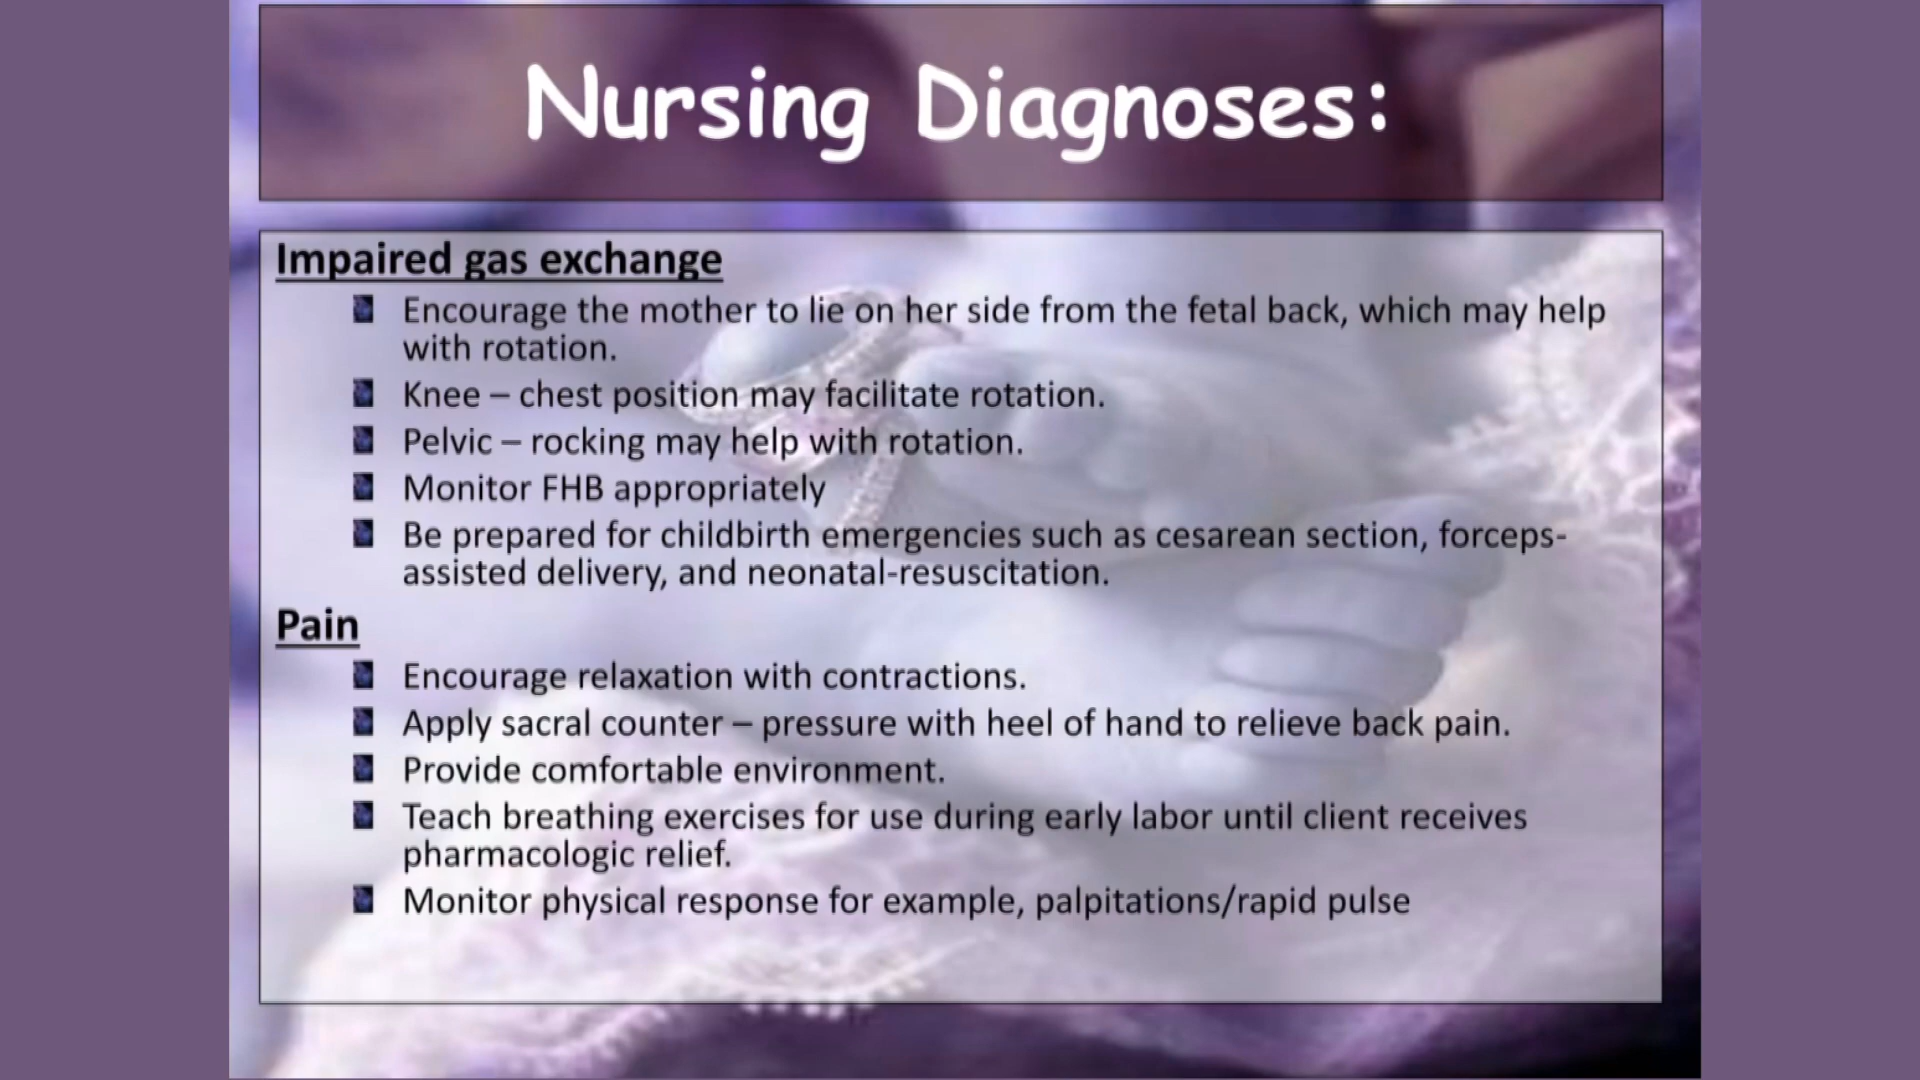 Nursing Diagnoses:
Impaired gas exchange
Encourage the mother to lie on her side from the fetal back, which may help
with rotation.
Knee – chest position may facilitate rotation.
Pelvic – rocking may help with rotation.
Monitor FHB appropriately
Be prepared for childbirth emergencies such as cesarean section, forceps-
assisted delivery, and neonatal-resuscitation.
Pain
Encourage relaxation with contractions.
Apply sacral counter – pressure with heel of hand to relieve back pain.
Provide comfortable environment.
Teach breathing exercises for use during early labor until client receives
pharmacologic relief.
Monitor physical response for example, palpitations/rapid pulse